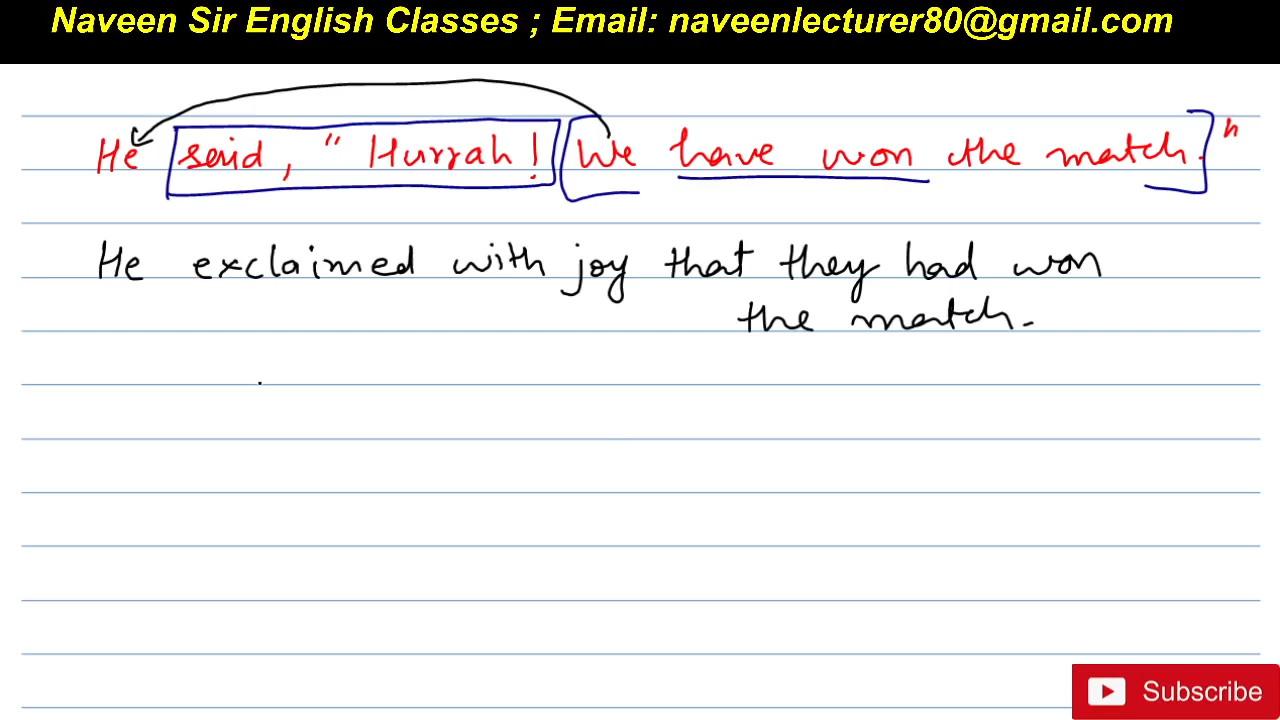 Naveen Sir English Classes ; Email: naveenlecturer80@gmail.com
He said, " Hurrah! We have won the match."
He exclaimed with joy that they had won
the match.
Subscribe